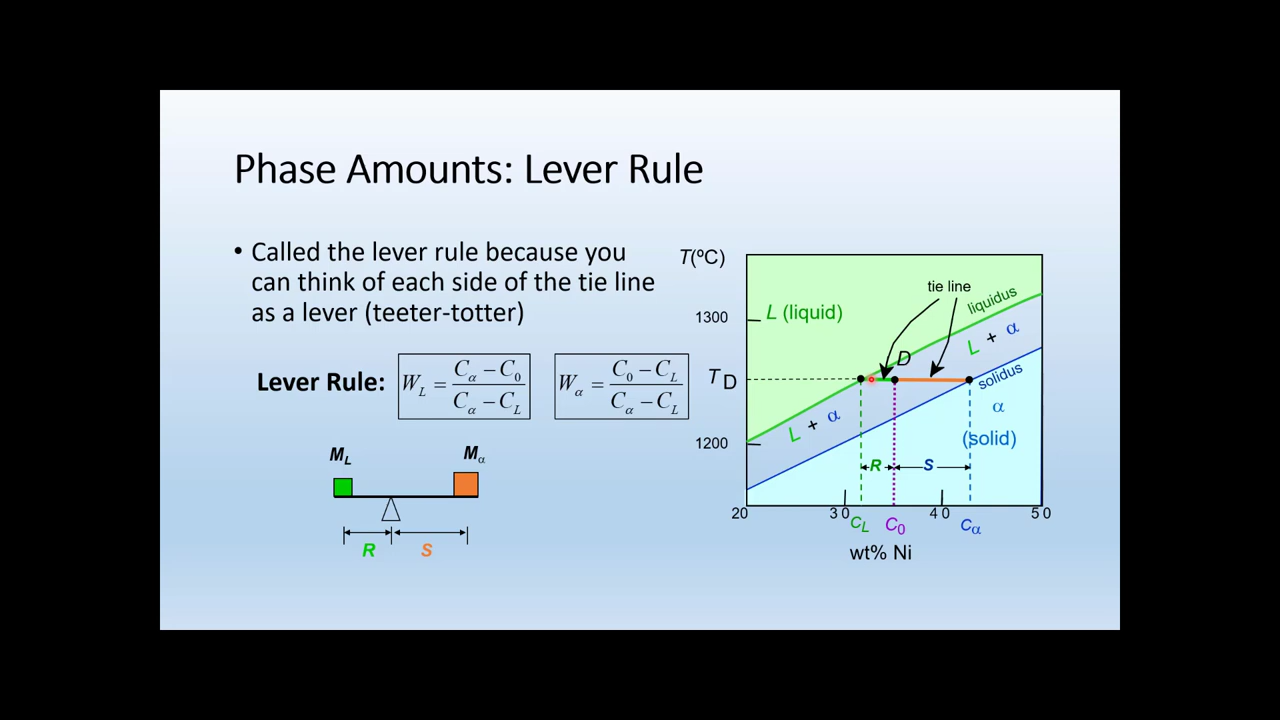 Phase Amounts: Lever Rule
• Called the lever rule because you
can think of each side of the tie line
as a lever (teeter-totter)
Lever Rule: W_L = (C_α − C_0) / (C_α − C_L) W_α = (C_0 − C_L) / (C_α − C_L)
M_L M_α
R S
T(ºC)
tie line
liquidus
1300 L (liquid)
L + α
D
T_D
solidus
α
L + α
(solid)
1200
R S
20 30 40 50
C_L C_0 C_α
wt% Ni